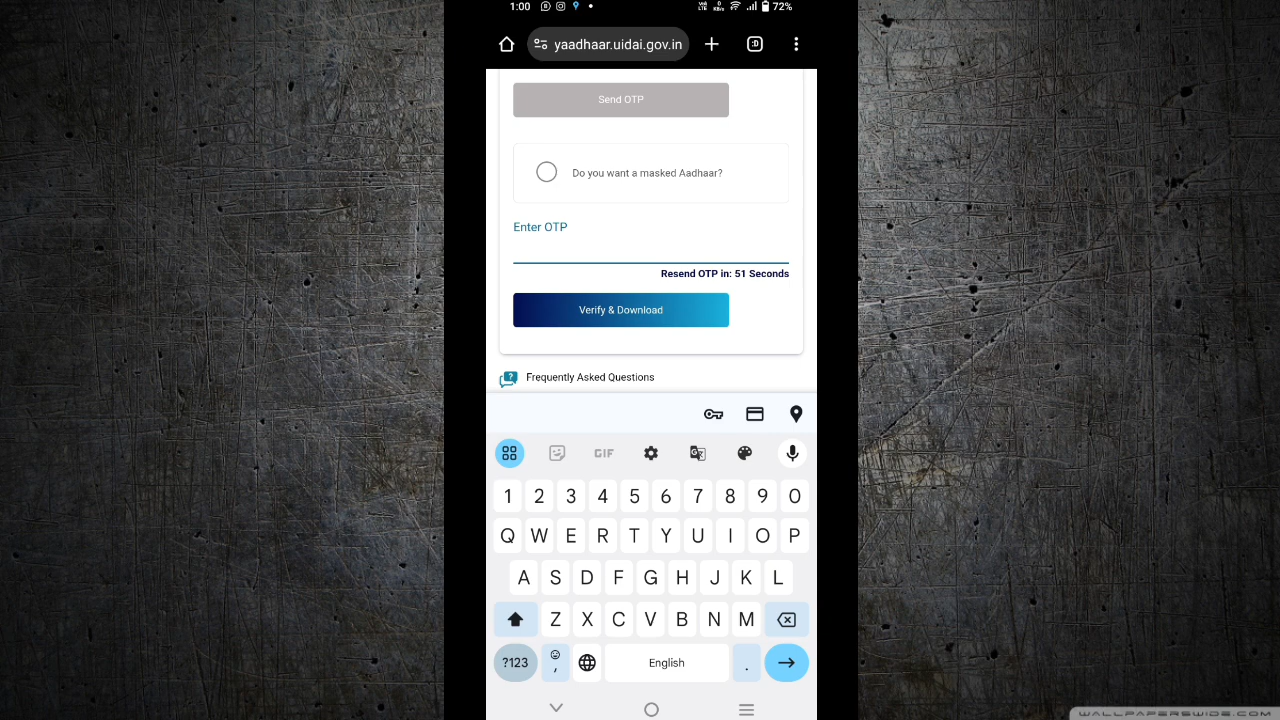 1:00
72%
yaadhaar.uidai.gov.in
Send OTP
Do you want a masked Aadhaar?
Enter OTP
Resend OTP in: 51 Seconds
Verify & Download
Frequently Asked Questions
GIF
1 2 3 4 5 6 7 8 9 0
Q W E R T Y U I O P
A S D F G H J K L
Z X C V B N M
?123 , English .
WALLPAPERSWIDE.COM